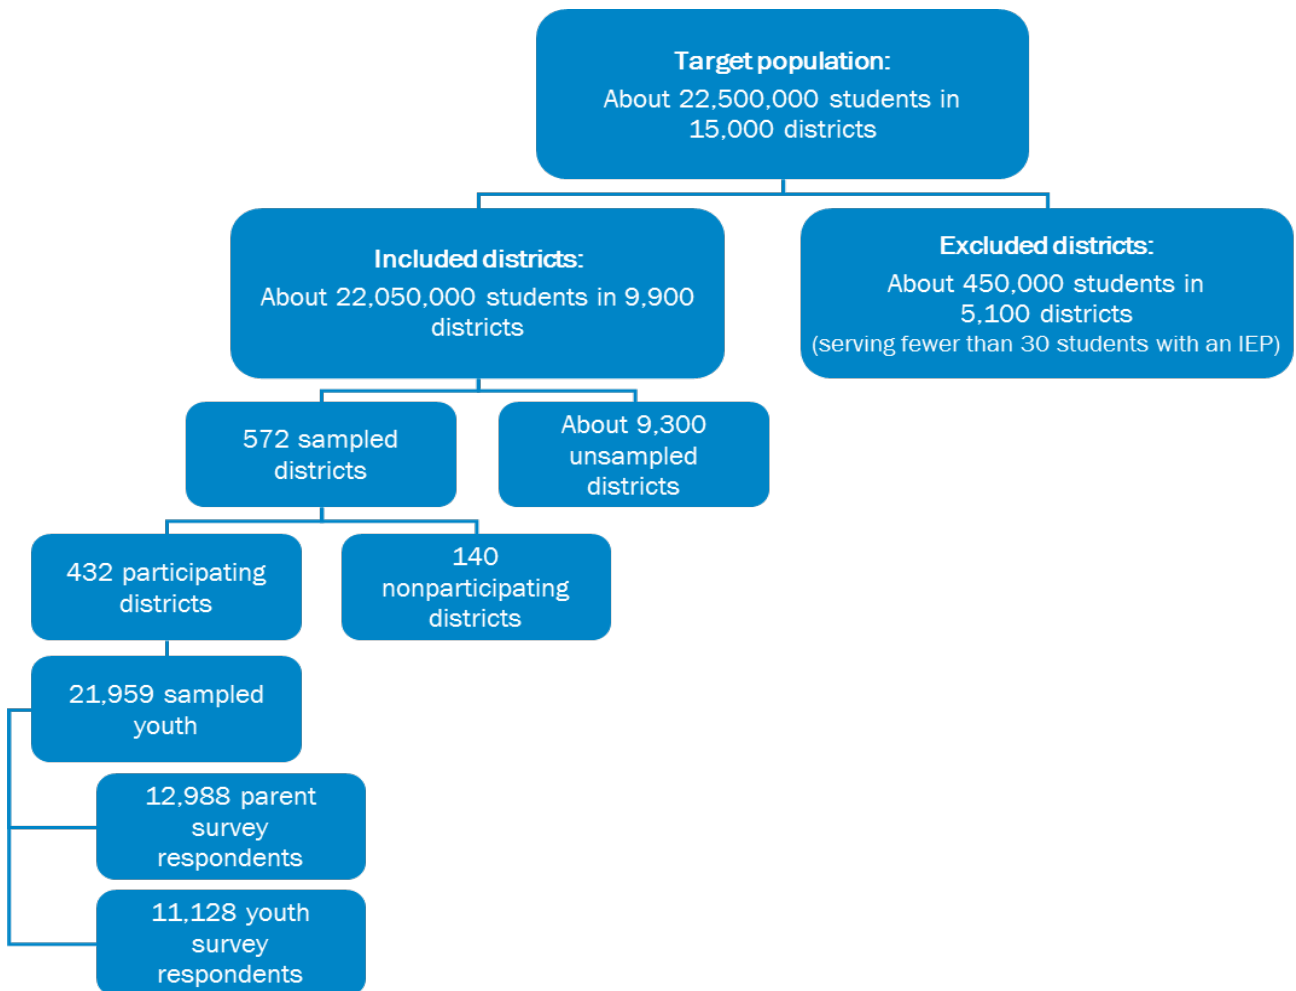 Target population:
About 22,500,000 students in
15,000 districts
Included districts:
About 22,050,000 students in 9,900
districts
Excluded districts:
About 450,000 students in
5,100 districts
(serving fewer than 30 students with an IEP)
572 sampled
districts
About 9,300
unsampled
districts
432 participating
districts
140
nonparticipating
districts
21,959 sampled
youth
12,988 parent
survey
respondents
11,128 youth
survey
respondents